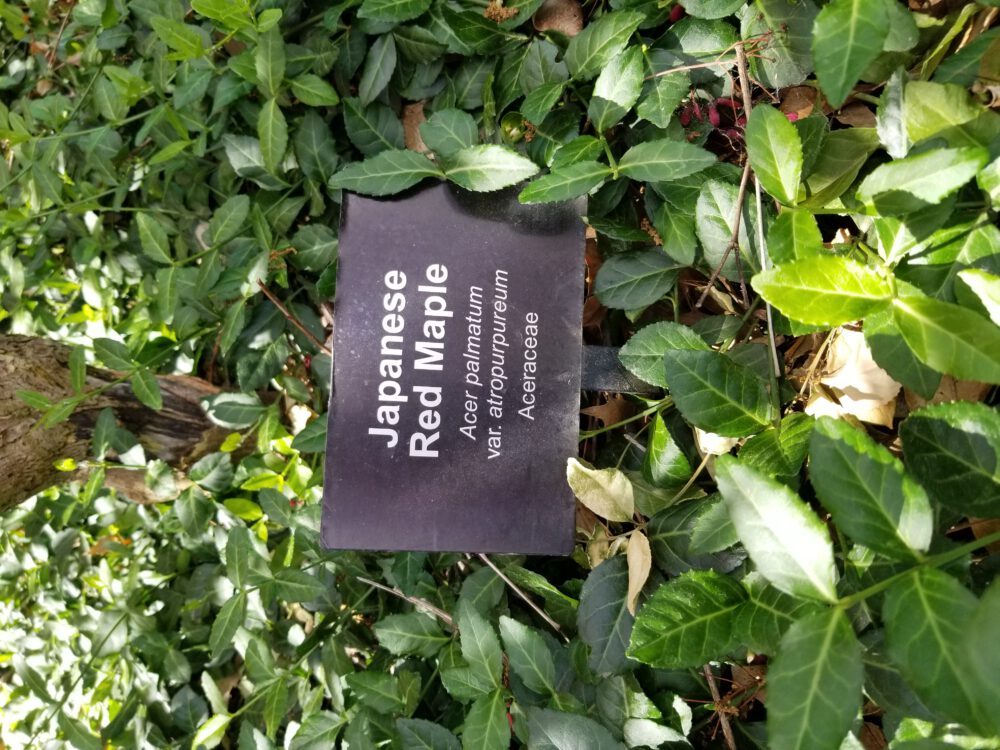 Japanese
Red Maple
Acer palmatum
var. atropurpureum
Aceraceae